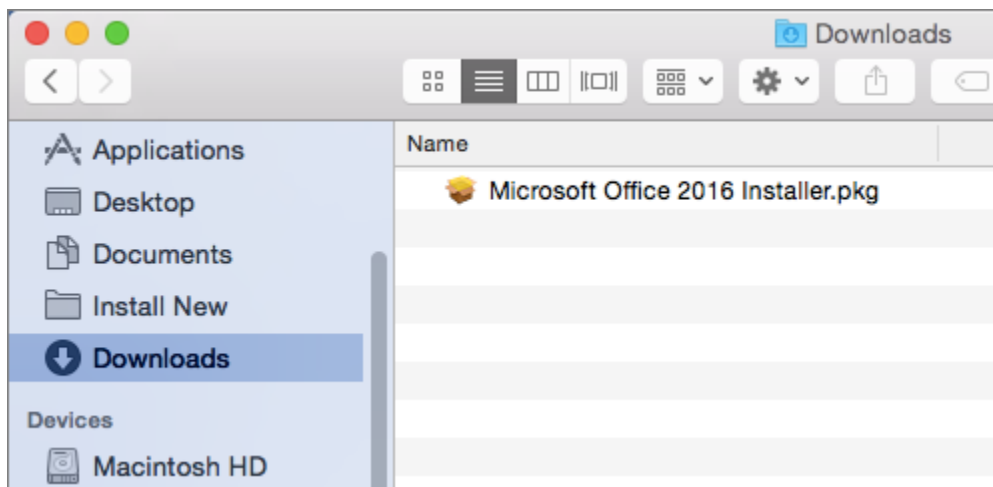 Downloads
Applications
Desktop
Documents
Install New
Downloads
Devices
Macintosh HD
Name
Microsoft Office 2016 Installer.pkg